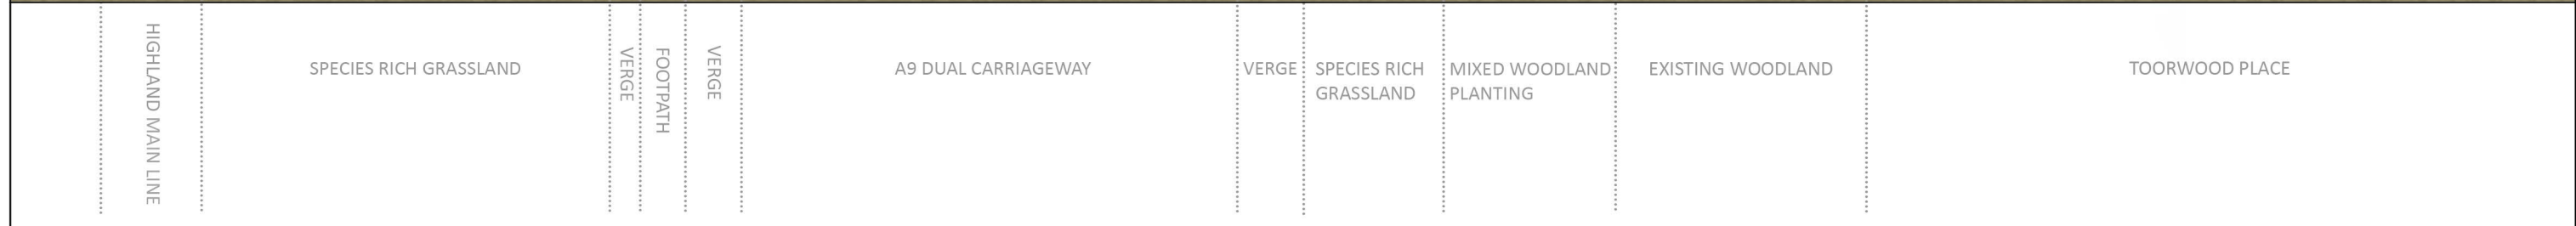 HIGHLAND MAIN LINE
SPECIES RICH GRASSLAND
VERGE
FOOTPATH
VERGE
A9 DUAL CARRIAGEWAY
VERGE
SPECIES RICH
GRASSLAND
MIXED WOODLAND
PLANTING
EXISTING WOODLAND
TOORWOOD PLACE